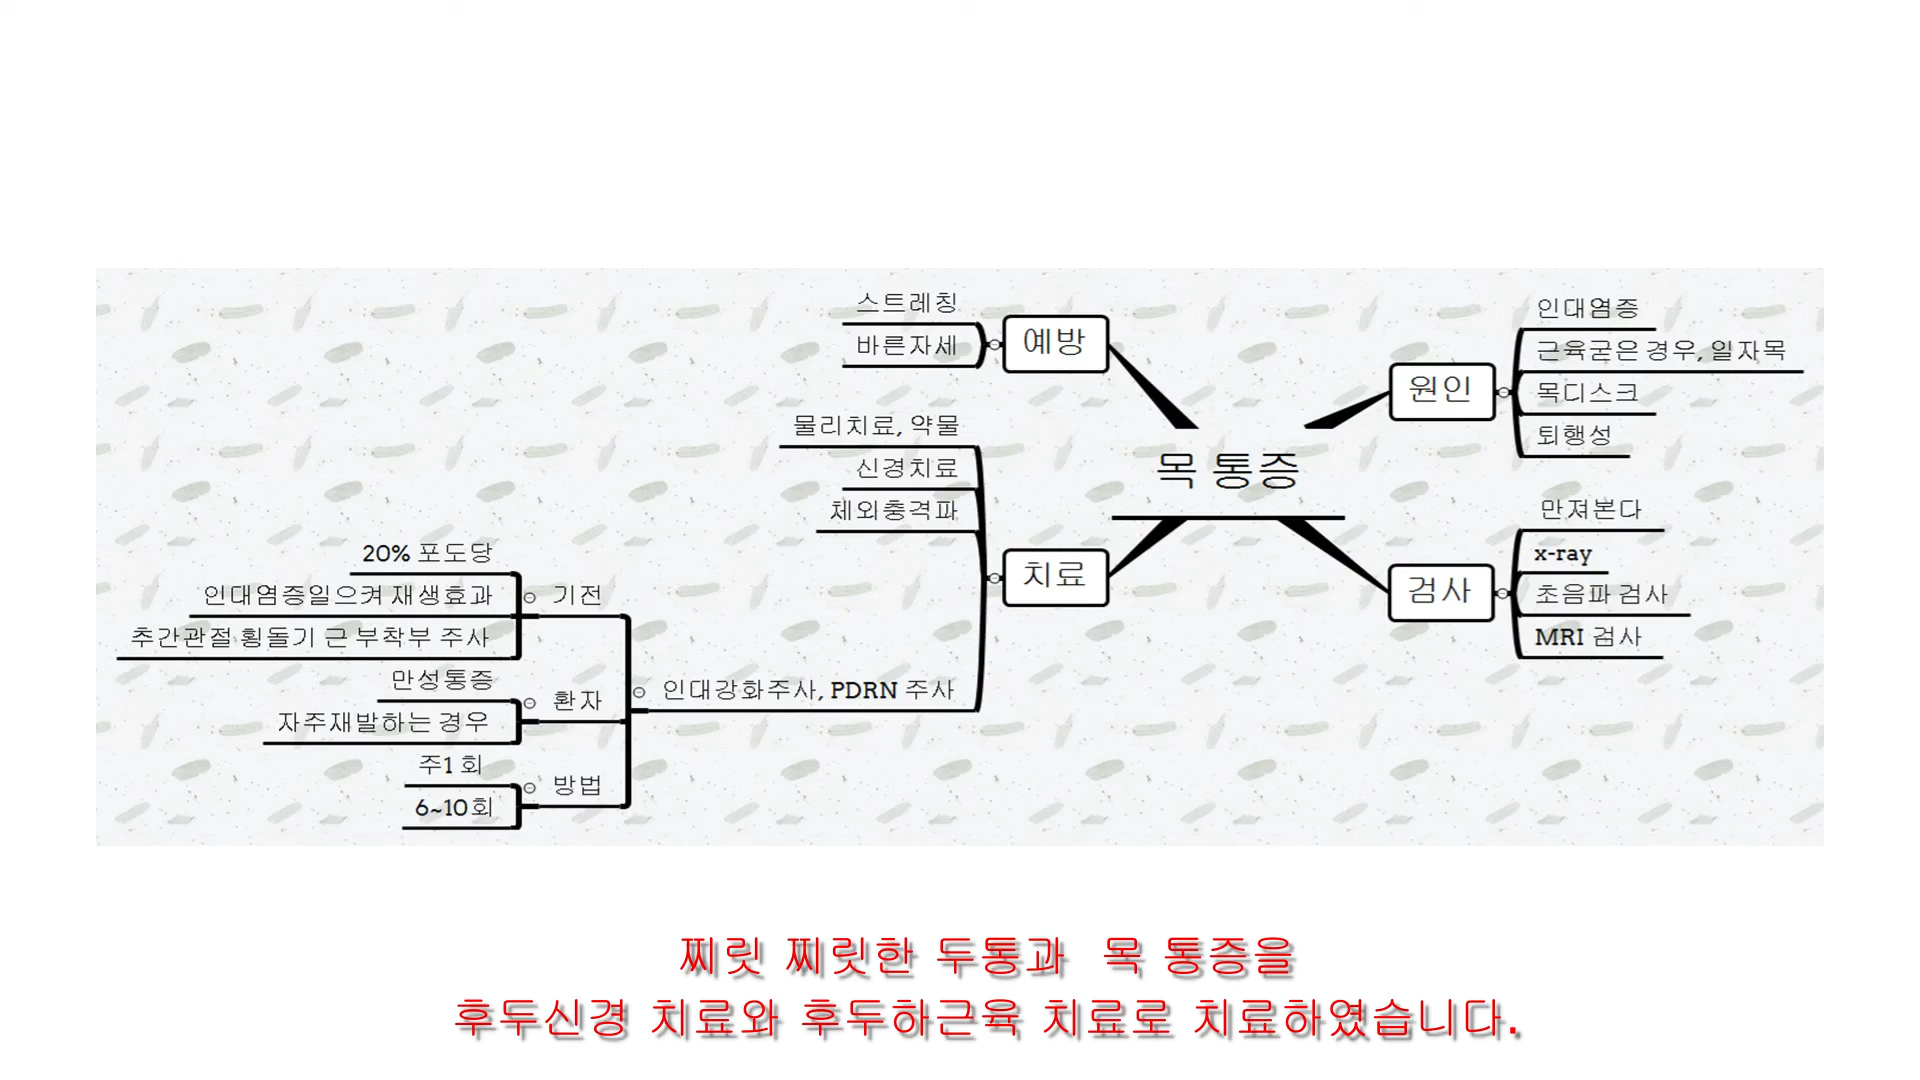 목 통증
예방
스트레칭
바른자세
원인
인대염증
근육굳은 경우, 일자목
목디스크
퇴행성
치료
물리치료, 약물
신경치료
체외충격파
인대강화주사, PDRN 주사
기전
20% 포도당
인대염증일으켜 재생효과
추간관절 횡돌기 근 부착부 주사
환자
만성통증
자주재발하는 경우
방법
주1 회
6~10회
검사
만져본다
x-ray
초음파 검사
MRI 검사
찌릿 찌릿한 두통과 목 통증을
후두신경 치료와 후두하근육 치료로 치료하였습니다.